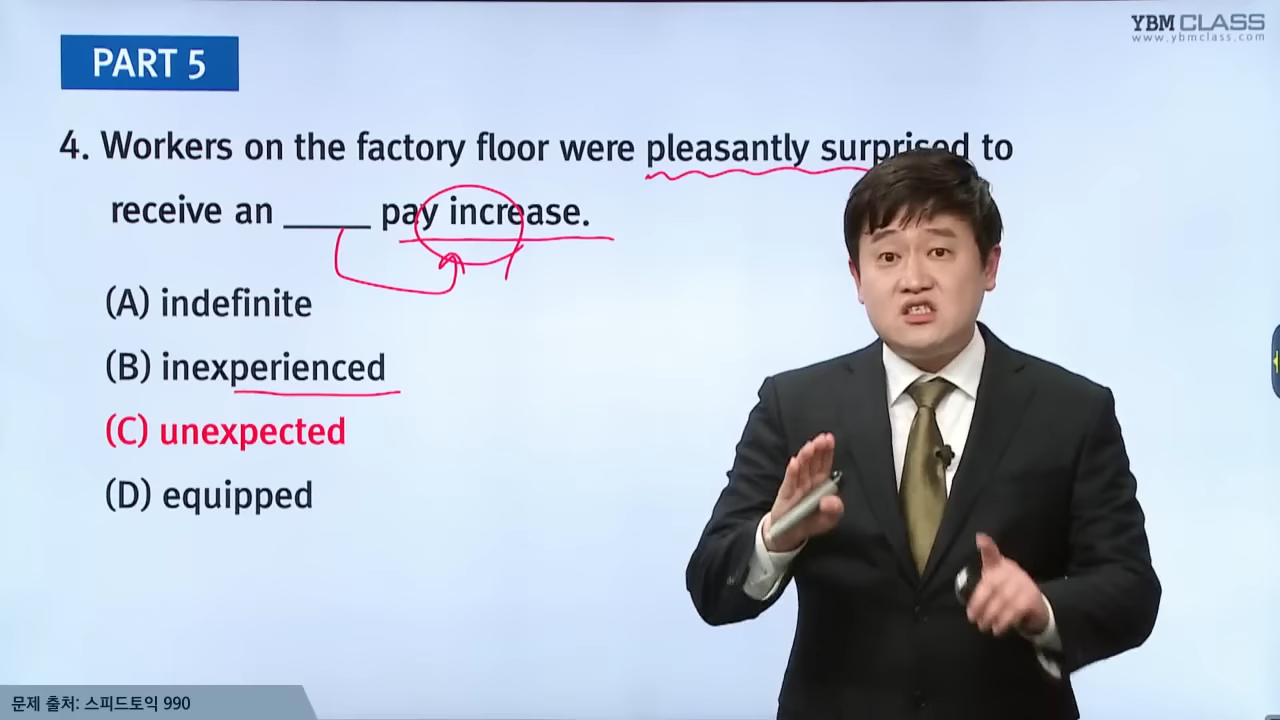 YBM CLASS
www.ybmclass.com
PART 5
4. Workers on the factory floor were pleasantly surprised to
receive an _____ pay increase.
(A) indefinite
(B) inexperienced
(C) unexpected
(D) equipped
문제 출처: 스피드토익 990